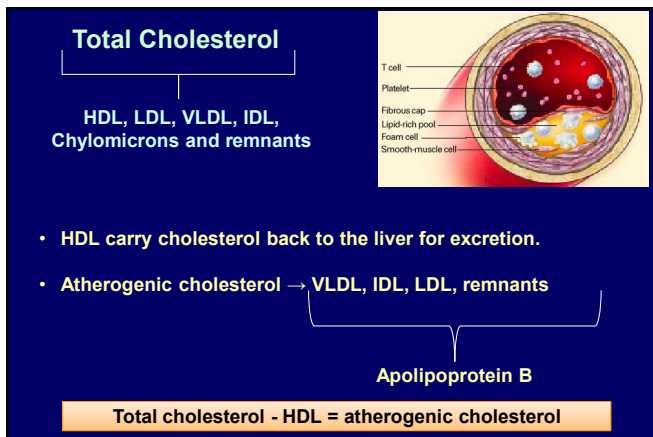 Total Cholesterol
HDL, LDL, VLDL, IDL,
Chylomicrons and remnants
T cell
Platelet
Fibrous cap
Lipid-rich pool
Foam cell
Smooth-muscle cell
• HDL carry cholesterol back to the liver for excretion.
• Atherogenic cholesterol → VLDL, IDL, LDL, remnants
Apolipoprotein B
Total cholesterol - HDL = atherogenic cholesterol